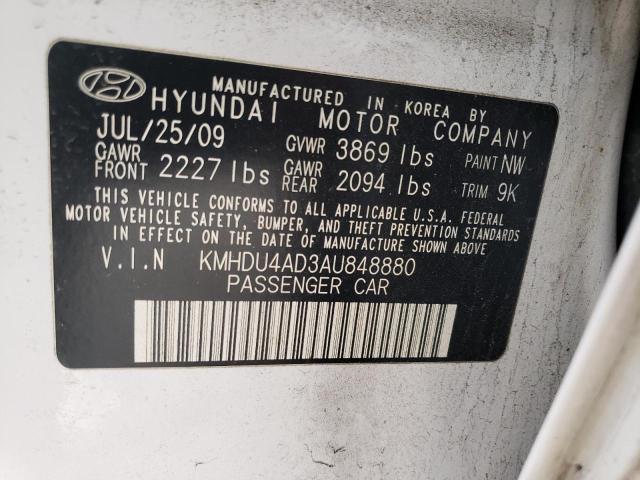 MANUFACTURED IN KOREA BY
HYUNDAI MOTOR COMPANY
JUL/25/09 GVWR 3869 lbs PAINT NW
GAWR FRONT 2227 lbs GAWR REAR 2094 lbs TRIM 9K
THIS VEHICLE CONFORMS TO ALL APPLICABLE U.S.A. FEDERAL
MOTOR VEHICLE SAFETY, BUMPER, AND THEFT PREVENTION STANDARDS
IN EFFECT ON THE DATE OF MANUFACTURE SHOWN ABOVE
V.I.N KMHDU4AD3AU848880
PASSENGER CAR